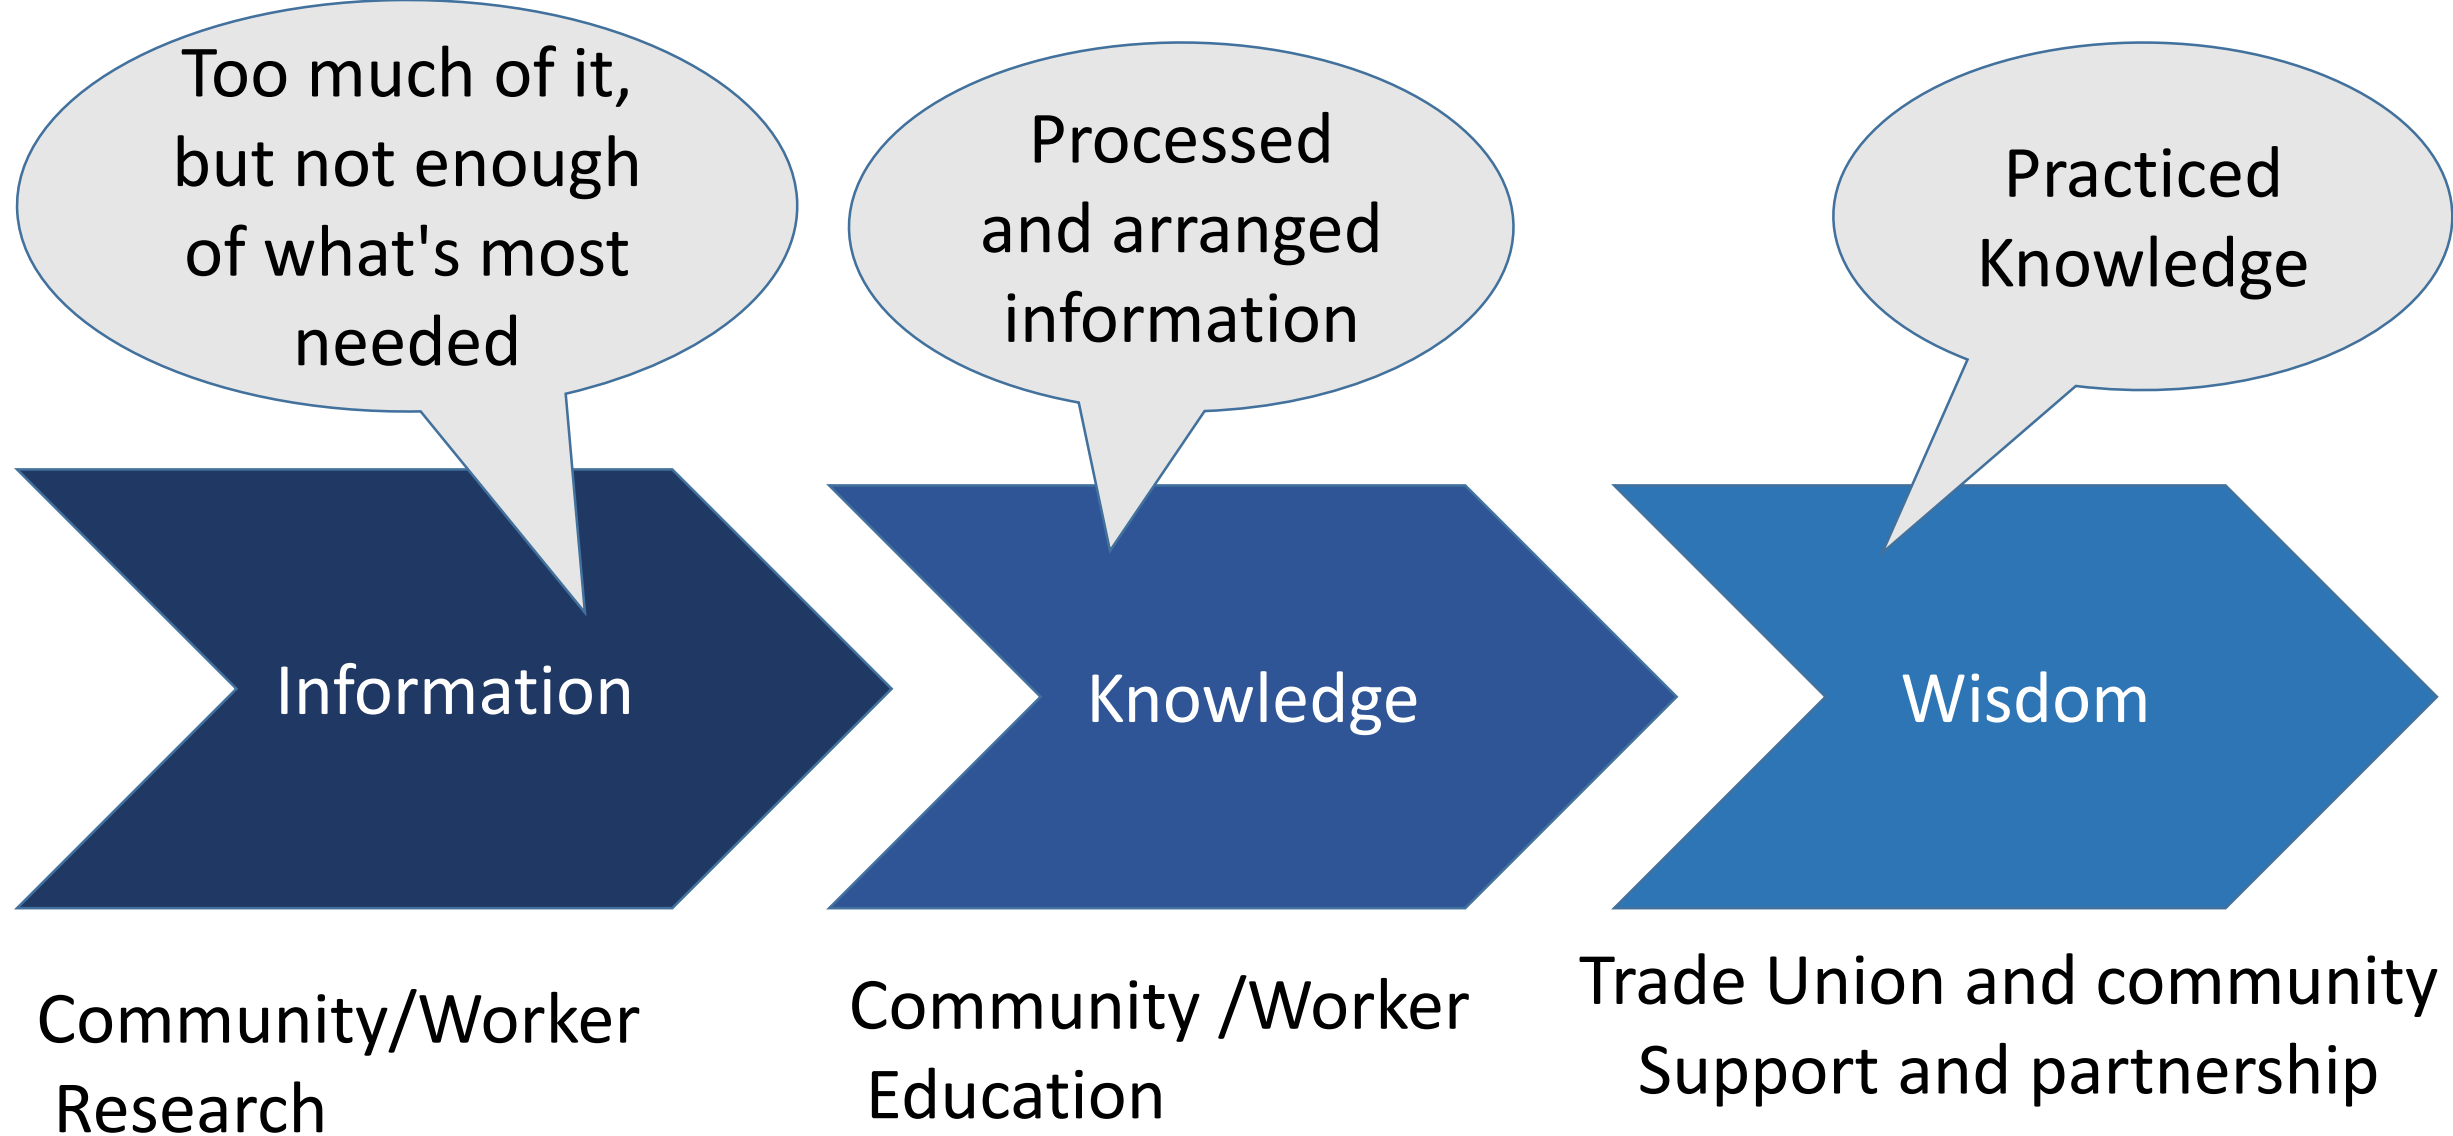 Too much of it,
but not enough
of what's most
needed
Processed
and arranged
information
Practiced
Knowledge
Information
Knowledge
Wisdom
Community/Worker
Research
Community /Worker
Education
Trade Union and community
Support and partnership